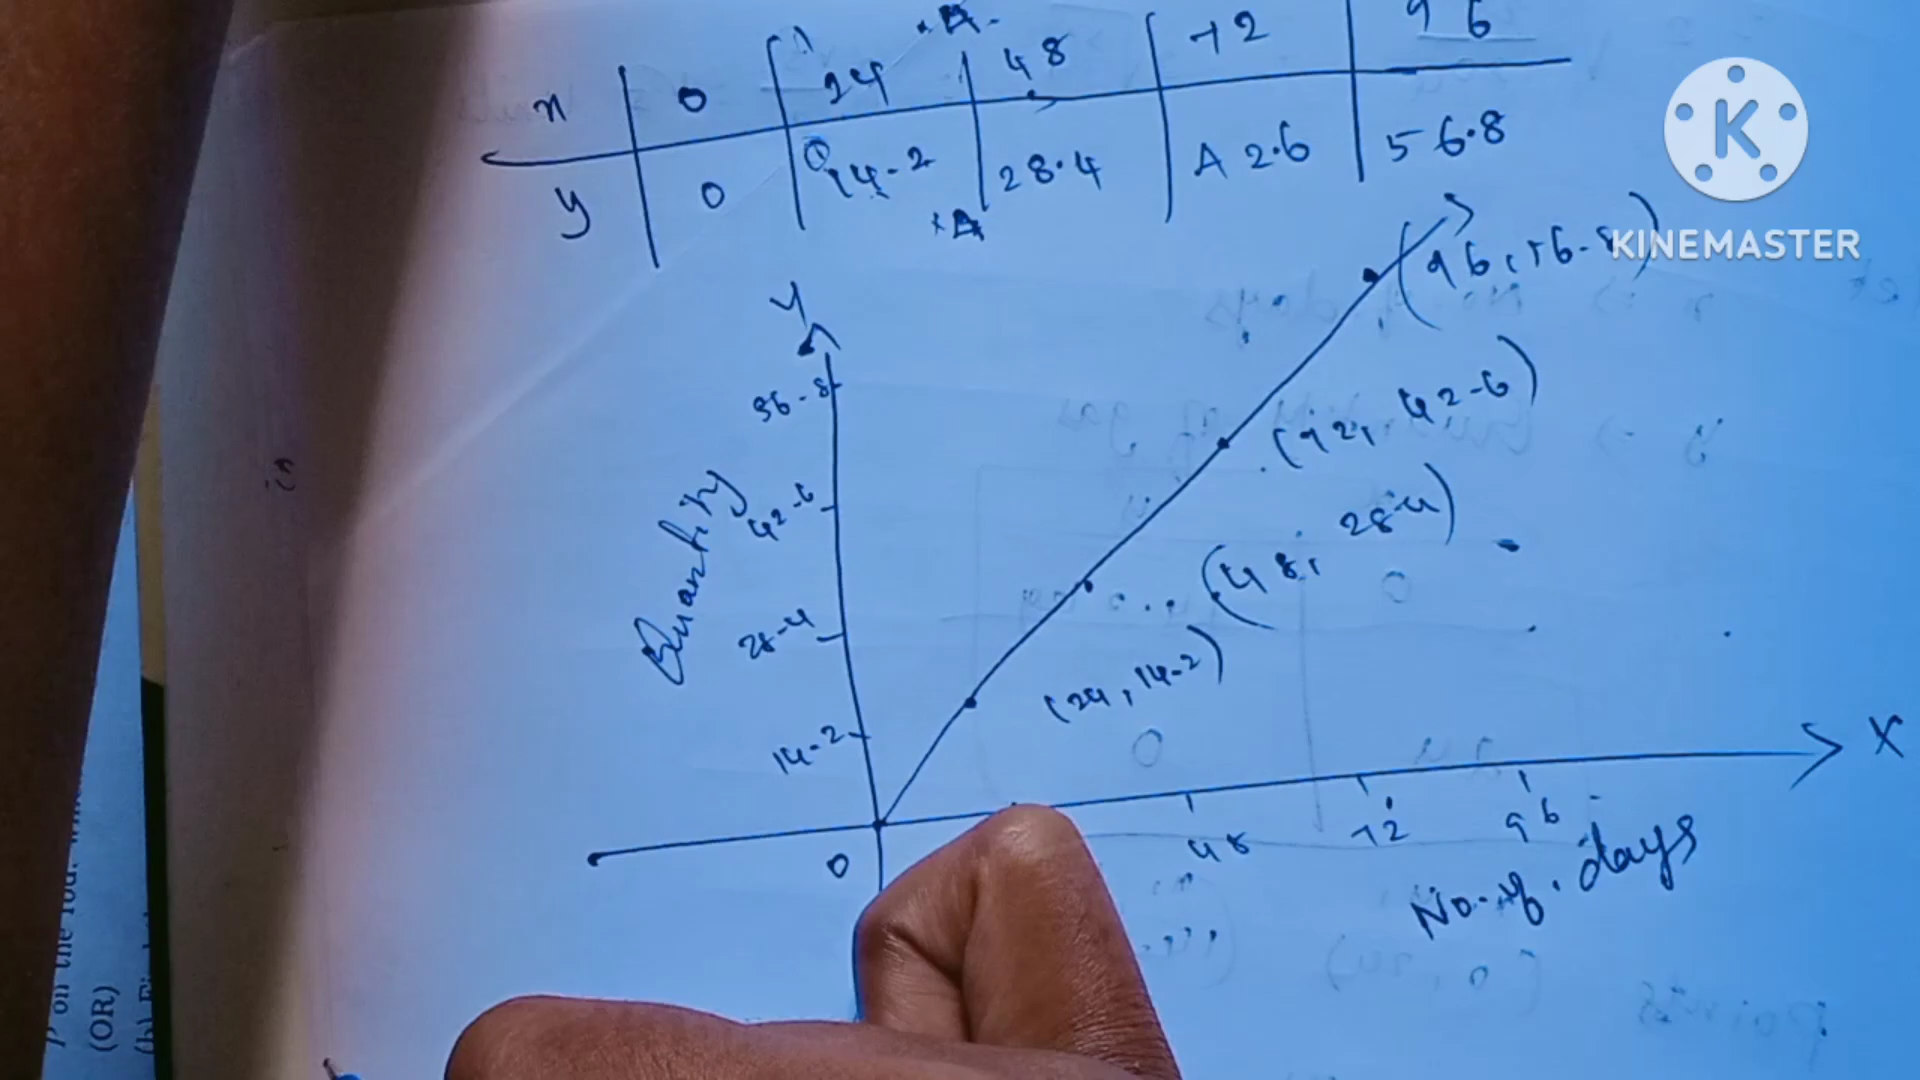 x 0 24 48 72 96
y 0 14.2 28.4 42.6 56.8
KINEMASTER
(96, 56.8)
Y
56.8
(72, 42.6)
42.6
Quantity
(48, 28.4)
28.4
(24, 14.2)
14.2
X
0 48 72 96
No. of. days
(OR)